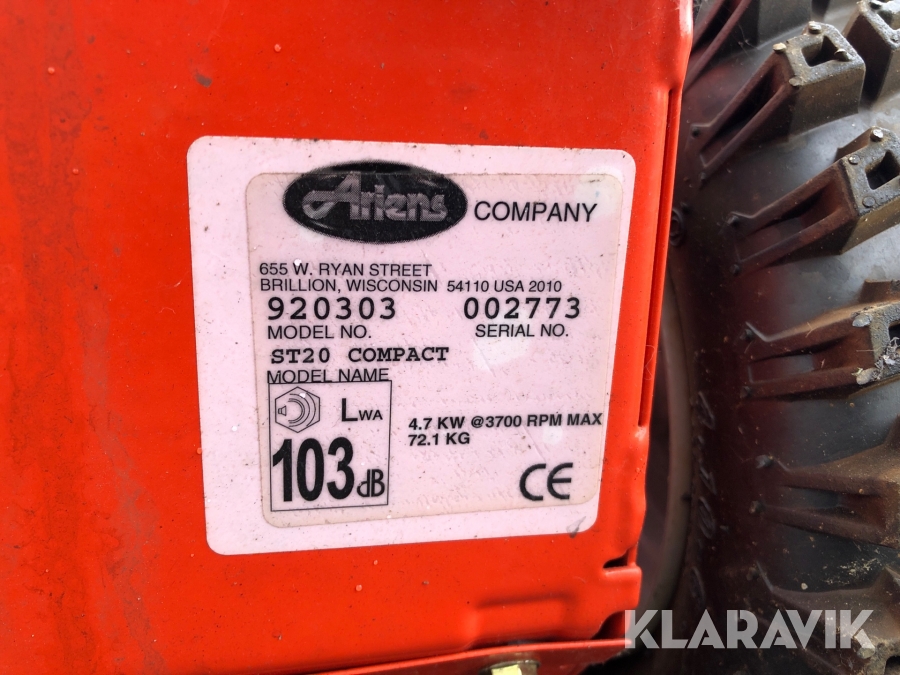 Ariens COMPANY
655 W. RYAN STREET
BRILLION, WISCONSIN 54110 USA 2010
920303 002773
MODEL NO. SERIAL NO.
ST20 COMPACT
MODEL NAME
LWA
4.7 KW @3700 RPM MAX
72.1 KG
103dB
CE
KLARAVIK